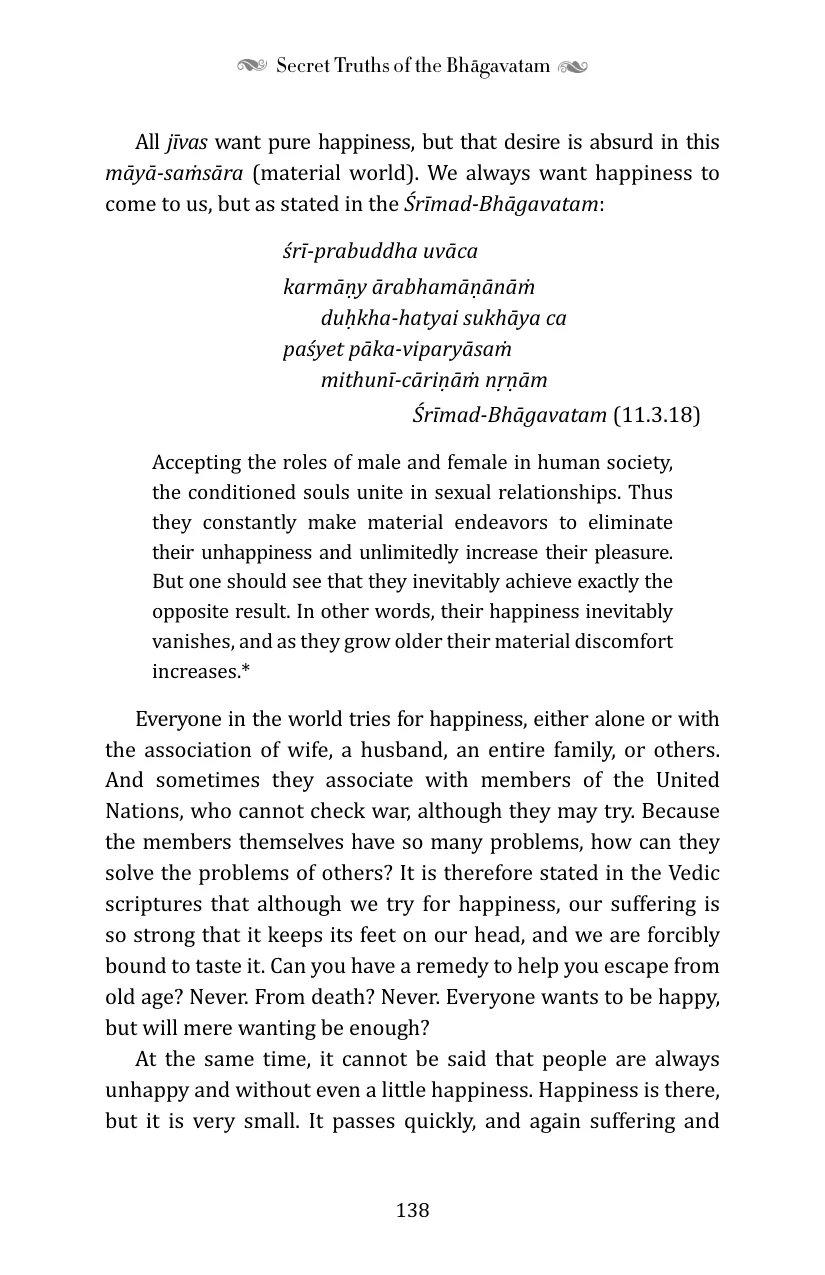 Secret Truths of the Bhāgavatam
All jīvas want pure happiness, but that desire is absurd in this
māyā-saṁsāra (material world). We always want happiness to
come to us, but as stated in the Śrīmad-Bhāgavatam:
śrī-prabuddha uvāca
karmāṇy ārabhamāṇānāṁ
duḥkha-hatyai sukhāya ca
paśyet pāka-viparyāsaṁ
mithunī-cāriṇāṁ nṛṇām
Śrīmad-Bhāgavatam (11.3.18)
Accepting the roles of male and female in human society,
the conditioned souls unite in sexual relationships. Thus
they constantly make material endeavors to eliminate
their unhappiness and unlimitedly increase their pleasure.
But one should see that they inevitably achieve exactly the
opposite result. In other words, their happiness inevitably
vanishes, and as they grow older their material discomfort
increases.*
Everyone in the world tries for happiness, either alone or with
the association of wife, a husband, an entire family, or others.
And sometimes they associate with members of the United
Nations, who cannot check war, although they may try. Because
the members themselves have so many problems, how can they
solve the problems of others? It is therefore stated in the Vedic
scriptures that although we try for happiness, our suffering is
so strong that it keeps its feet on our head, and we are forcibly
bound to taste it. Can you have a remedy to help you escape from
old age? Never. From death? Never. Everyone wants to be happy,
but will mere wanting be enough?
At the same time, it cannot be said that people are always
unhappy and without even a little happiness. Happiness is there,
but it is very small. It passes quickly, and again suffering and
138